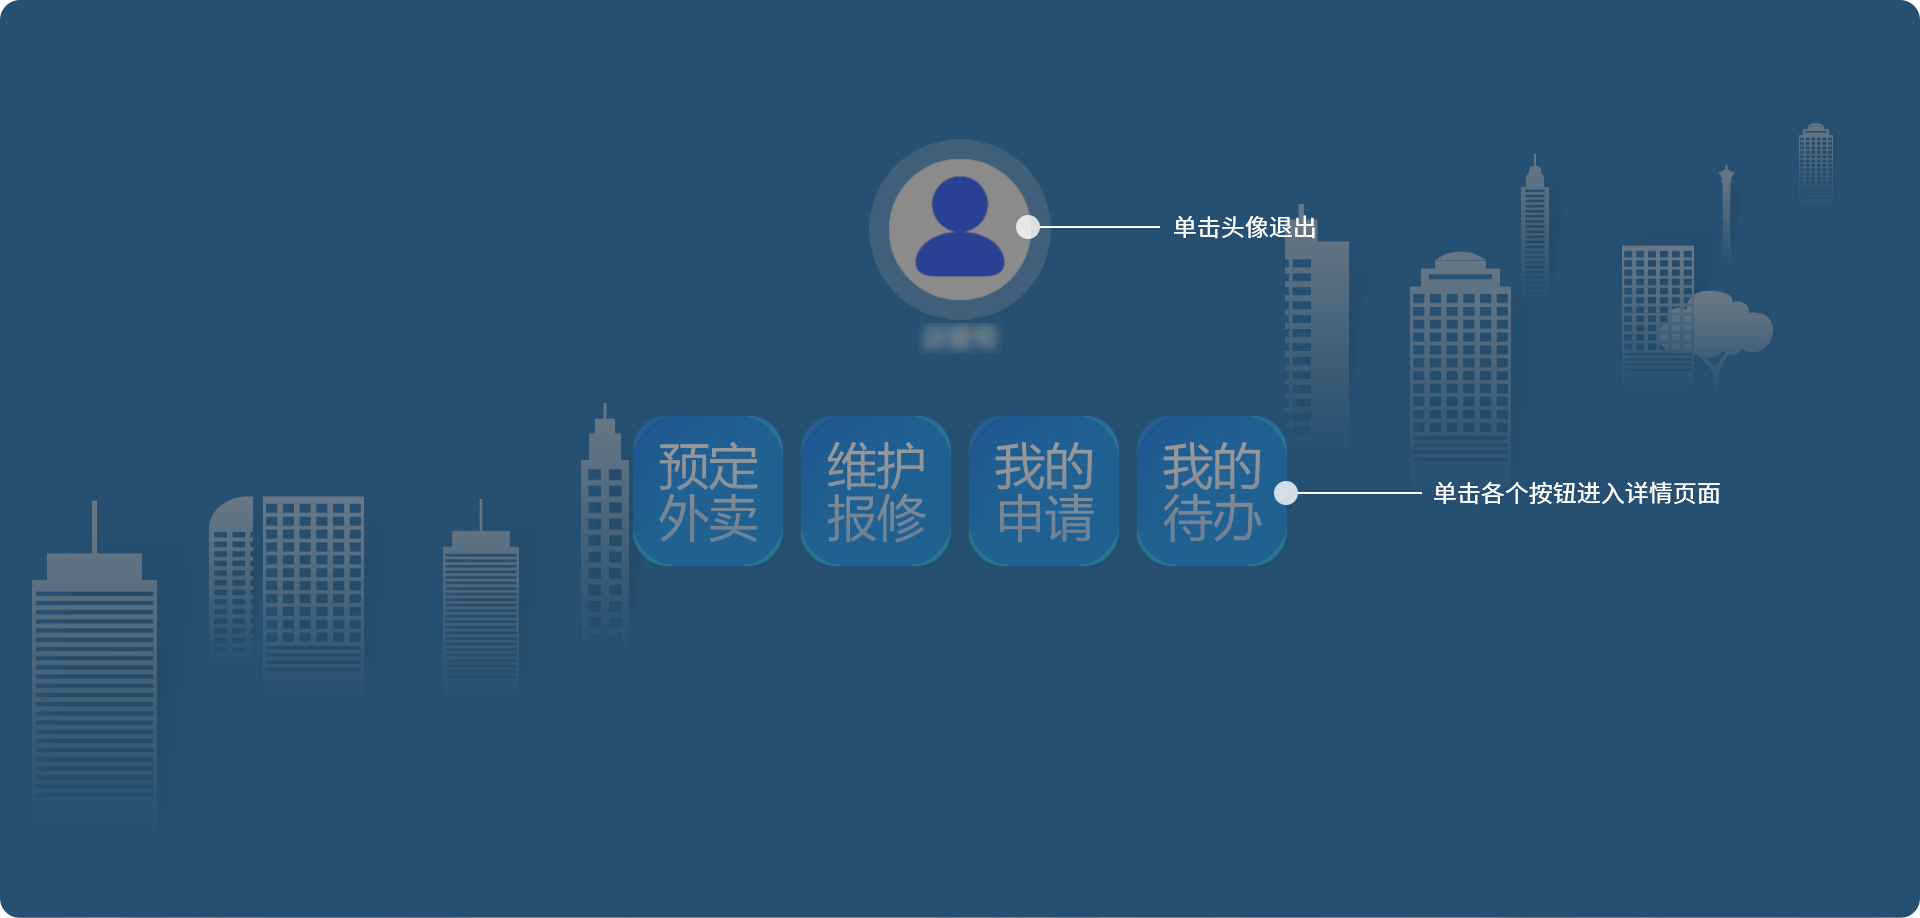 单击头像退出
预定
外卖
维护
报修
我的
申请
我的
待办
单击各个按钮进入详情页面